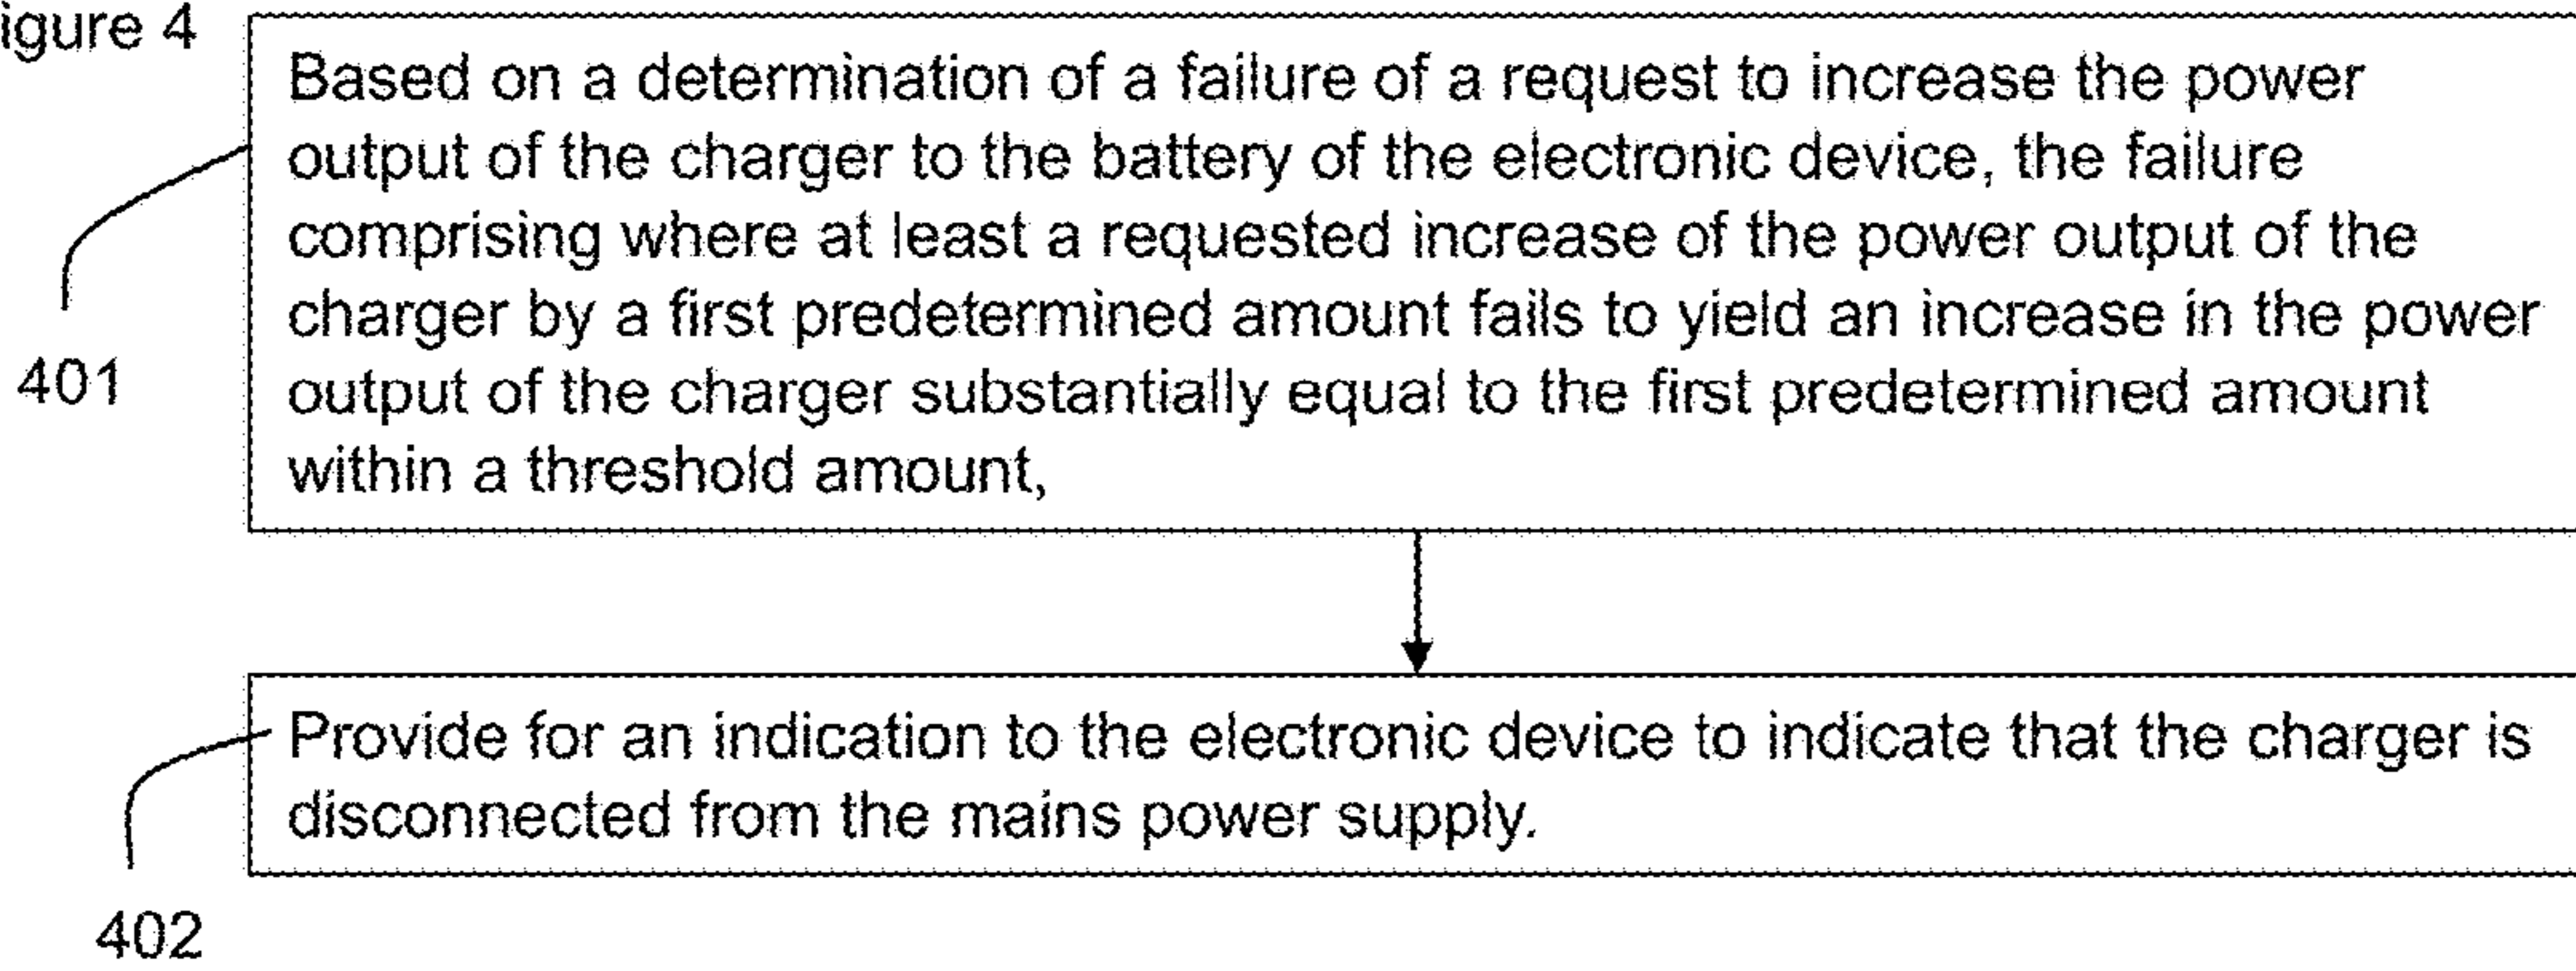 igure 4
Based on a determination of a failure of a request to increase the power
output of the charger to the battery of the electronic device, the failure
comprising where at least a requested increase of the power output of the
charger by a first predetermined amount fails to yield an increase in the power
output of the charger substantially equal to the first predetermined amount
within a threshold amount,
401
Provide for an indication to the electronic device to indicate that the charger is
disconnected from the mains power supply.
402